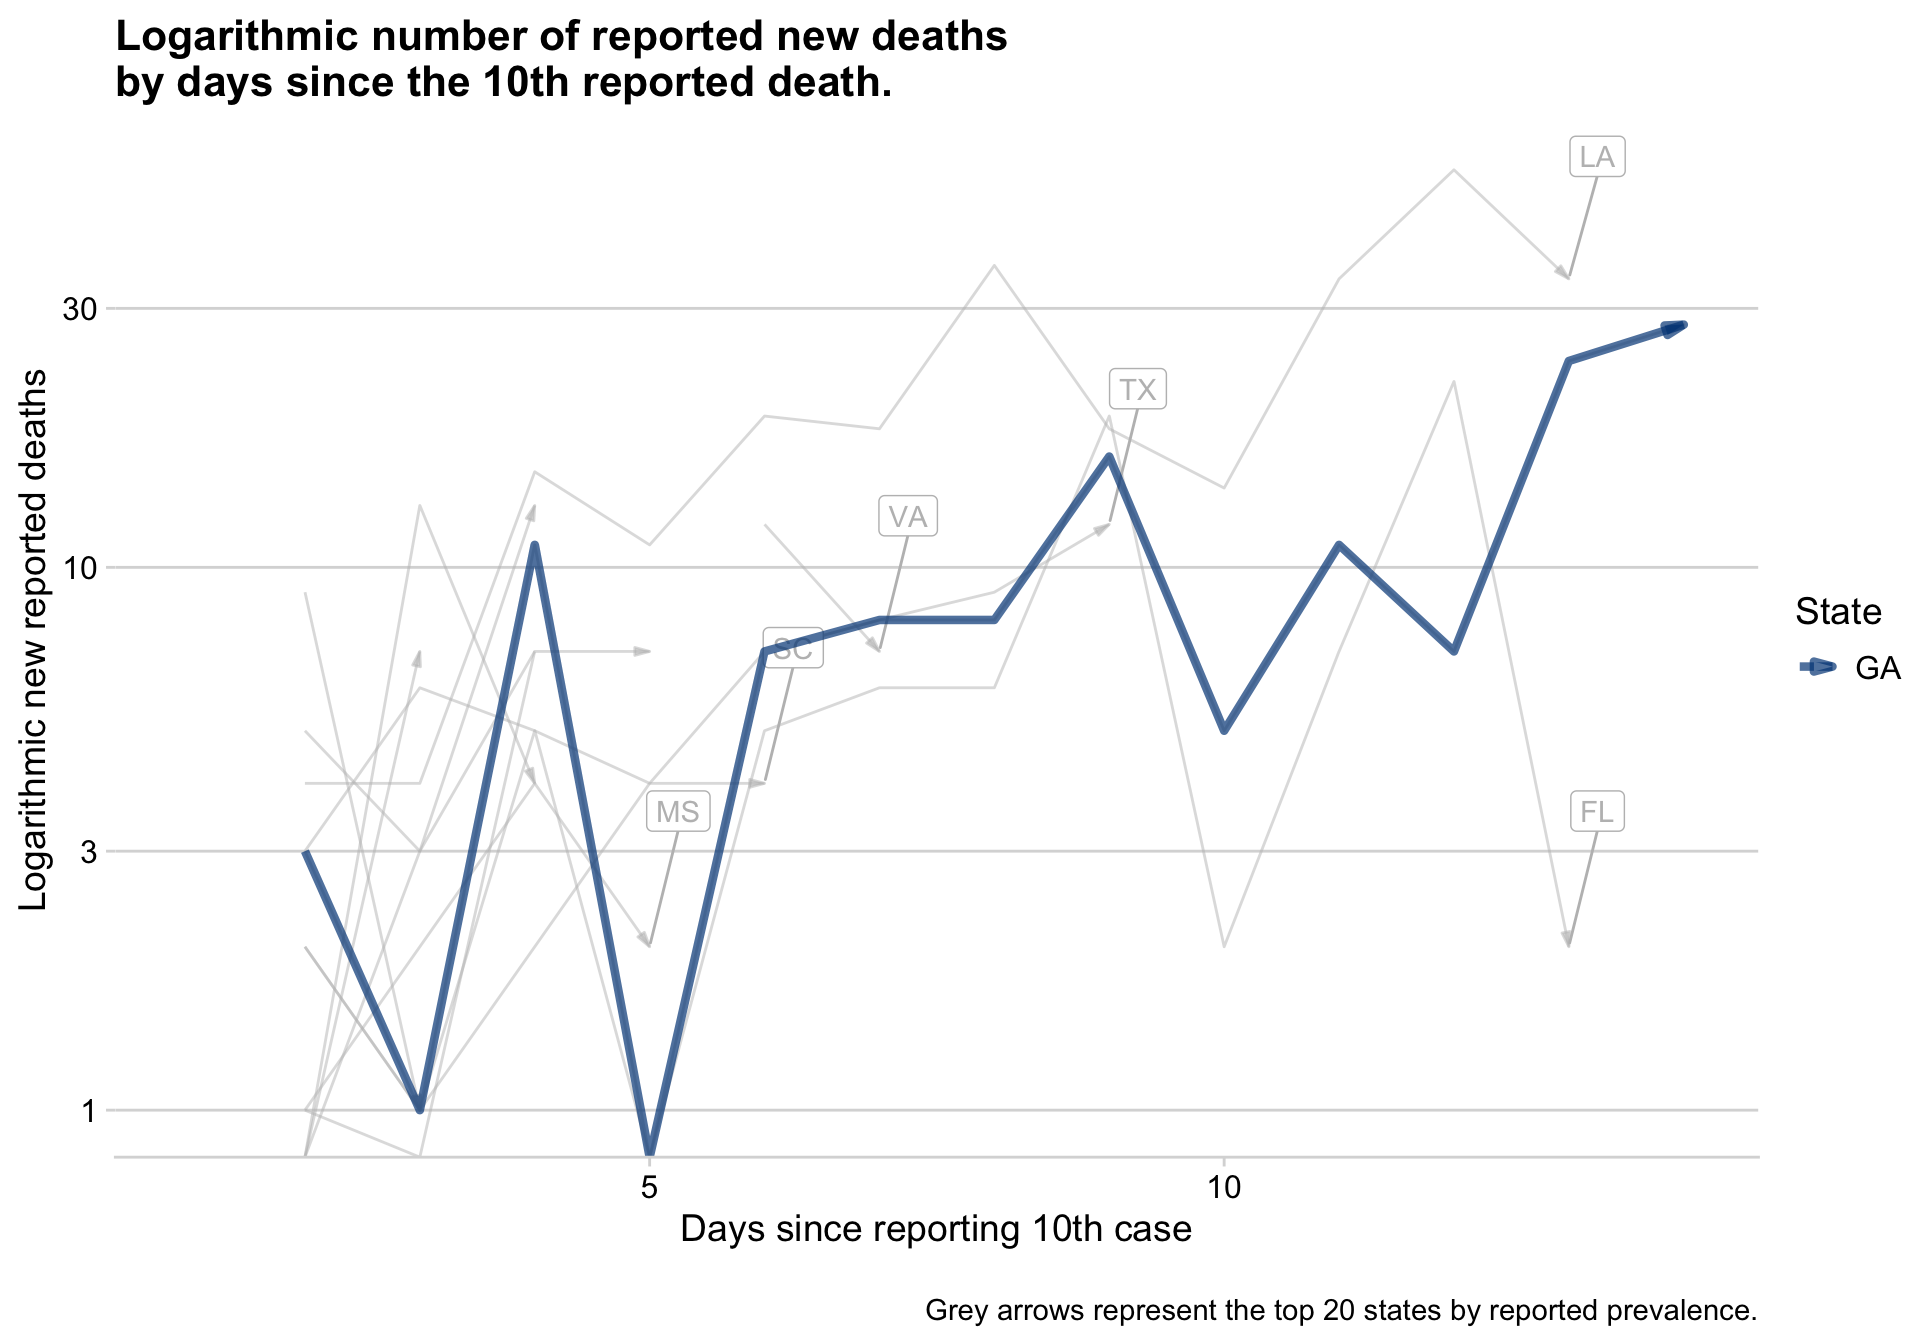 Logarithmic number of reported new deaths
by days since the 10th reported death.
LA
30
TX
VA
10
SC
MS
FL
3
1
5
10
Logarithmic new reported deaths
Days since reporting 10th case
State
GA
Grey arrows represent the top 20 states by reported prevalence.